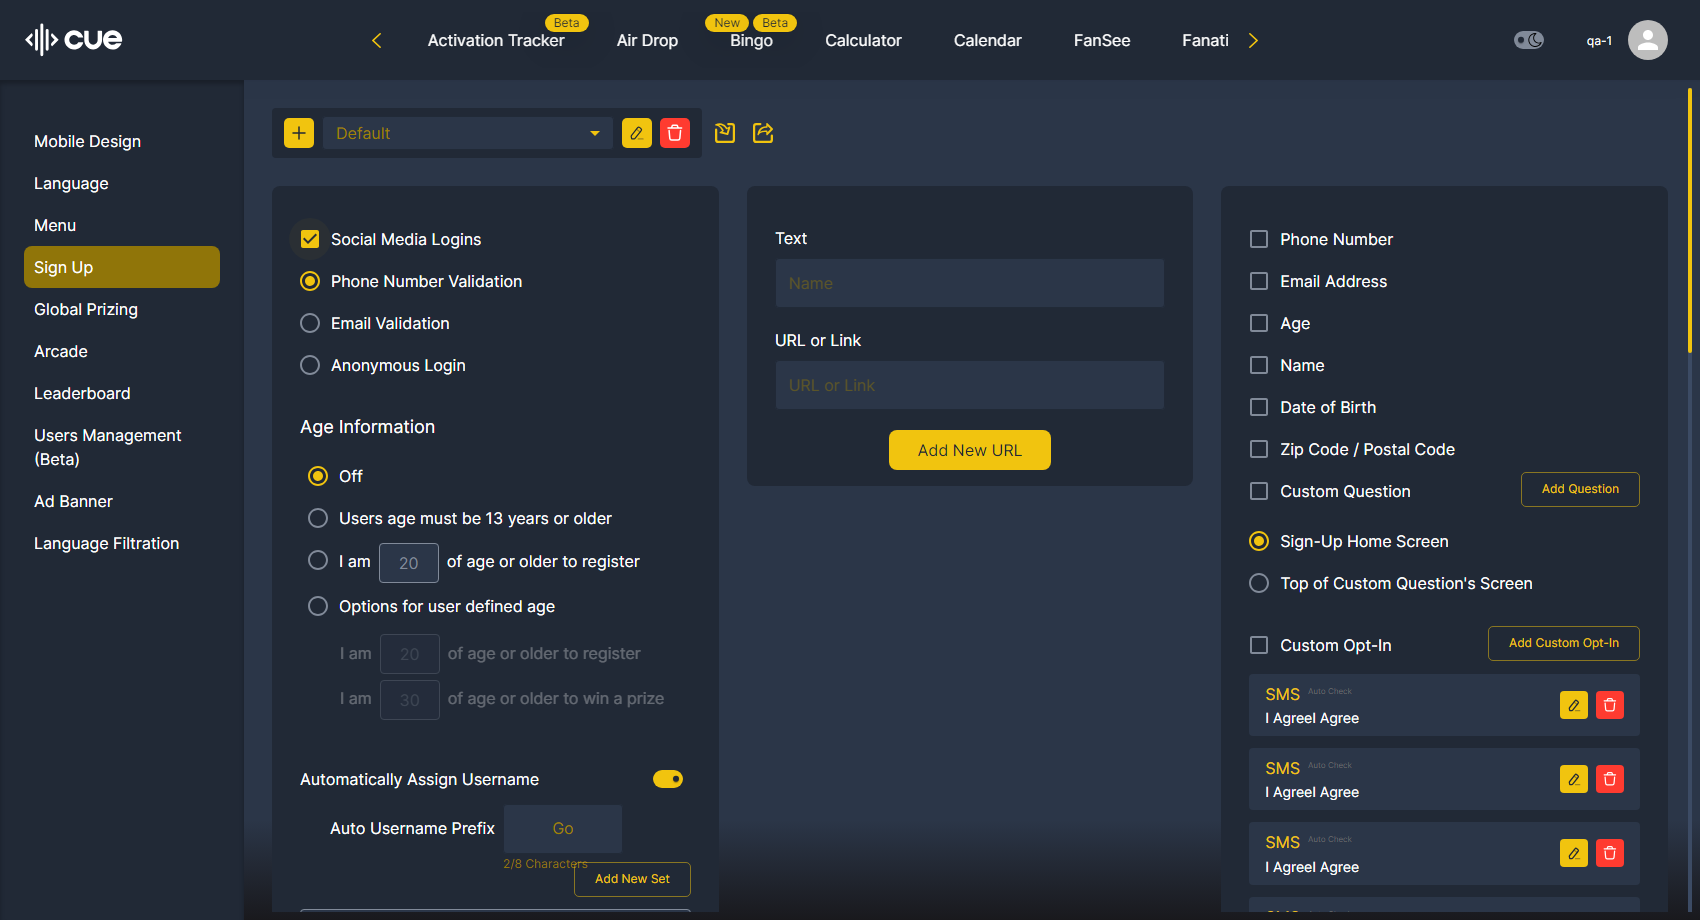 cue
Activation Tracker
Beta
Air Drop
New
Beta
Bingo
Calculator
Calendar
FanSee
Fanati
qa-1
Mobile Design
Language
Menu
Sign Up
Global Prizing
Arcade
Leaderboard
Users Management
(Beta)
Ad Banner
Language Filtration
Default
Social Media Logins
Phone Number Validation
Email Validation
Anonymous Login
Age Information
Off
Users age must be 13 years or older
I am 20 of age or older to register
Options for user defined age
I am 20 of age or older to register
I am 30 of age or older to win a prize
Automatically Assign Username
Auto Username Prefix Go
2/8 Characters
Add New Set
Text
Name
URL or Link
URL or Link
Add New URL
Phone Number
Email Address
Age
Name
Date of Birth
Zip Code / Postal Code
Custom Question
Add Question
Sign-Up Home Screen
Top of Custom Question's Screen
Custom Opt-In
Add Custom Opt-In
SMS Auto Check
I AgreeI Agree
SMS Auto Check
I AgreeI Agree
SMS Auto Check
I AgreeI Agree